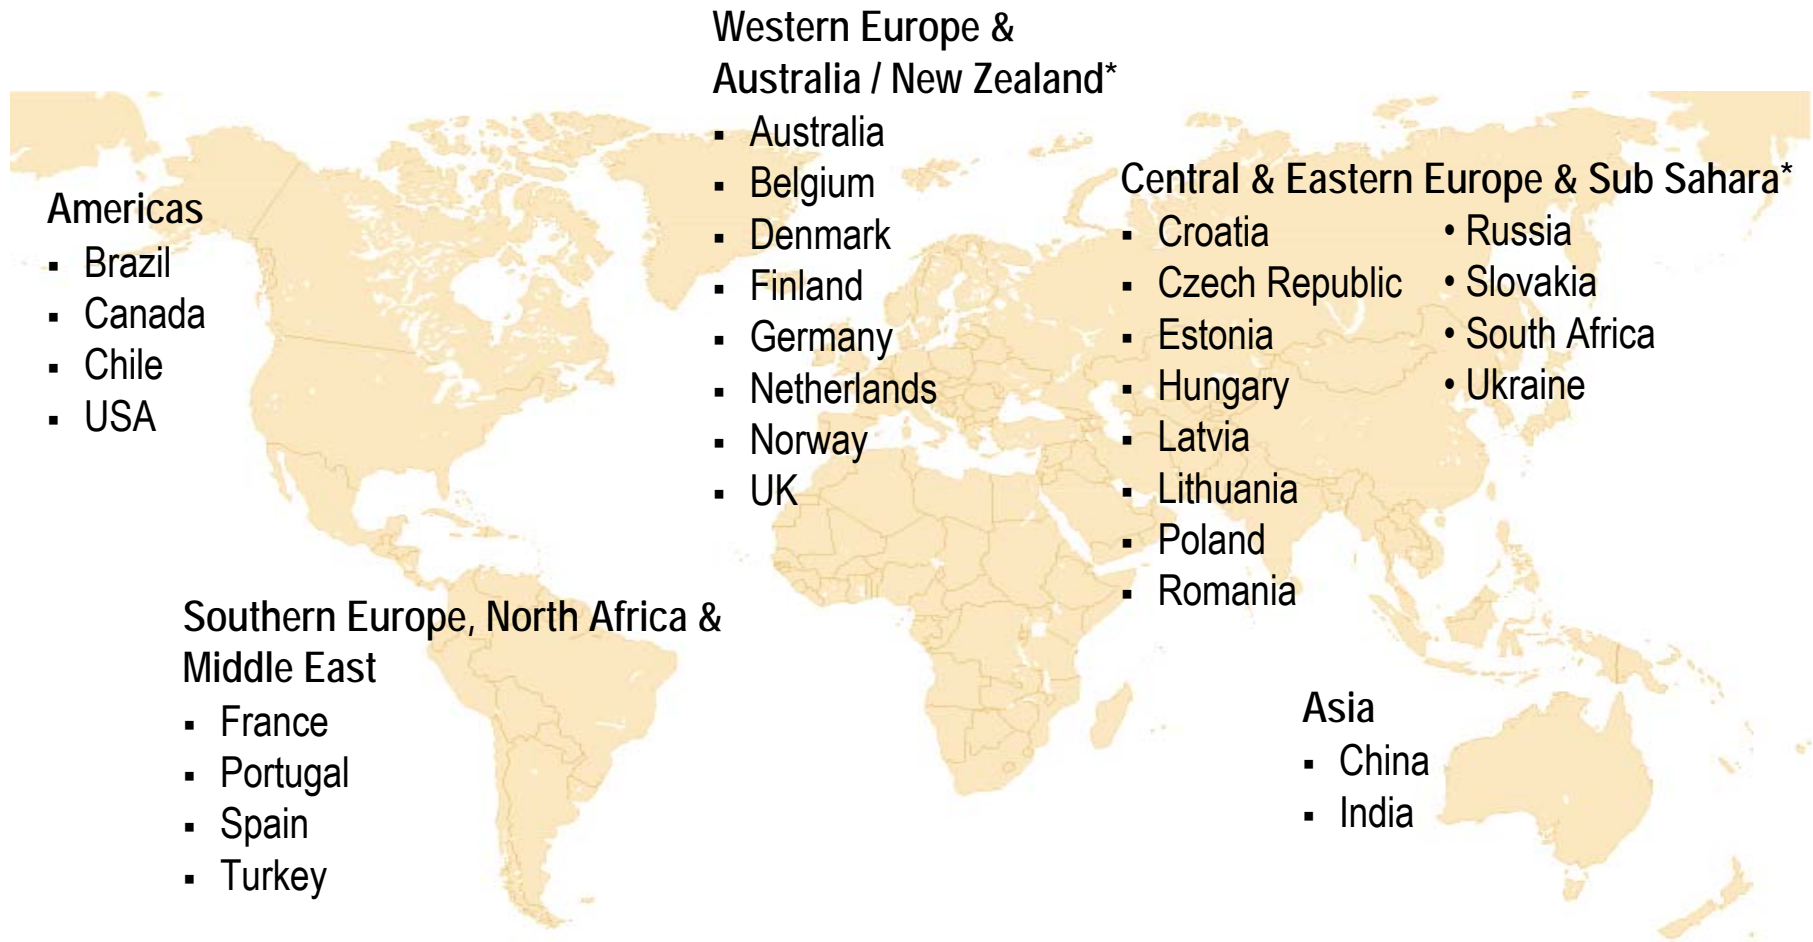 Western Europe &
Australia / New Zealand*
▪ Australia
▪ Belgium
▪ Denmark
▪ Finland
▪ Germany
▪ Netherlands
▪ Norway
▪ UK
Central & Eastern Europe & Sub Sahara*
▪ Croatia
▪ Czech Republic
▪ Estonia
▪ Hungary
▪ Latvia
▪ Lithuania
▪ Poland
▪ Romania
• Russia
• Slovakia
• South Africa
• Ukraine
Americas
▪ Brazil
▪ Canada
▪ Chile
▪ USA
Southern Europe, North Africa &
Middle East
▪ France
▪ Portugal
▪ Spain
▪ Turkey
Asia
▪ China
▪ India